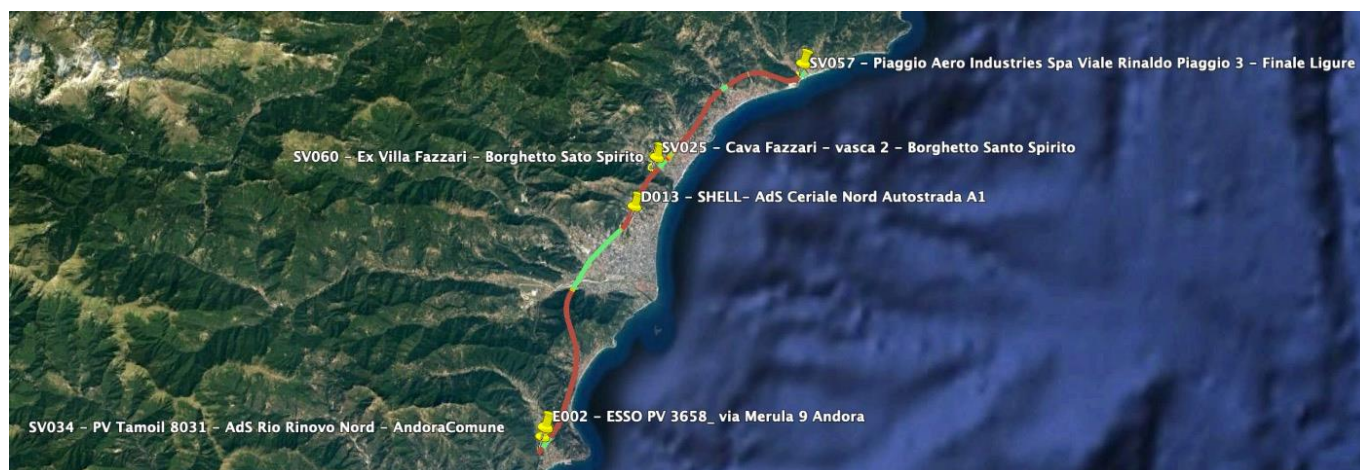 SV057 - Piaggio Aero Industries Spa Viale Rinaldo Piaggio 3 - Finale Ligure
SV060 - Ex Villa Fazzari - Borghetto Sato Spirito
SV025 - Cava Fazzari - vasca 2 - Borghetto Santo Spirito
D013 - SHELL- AdS Ceriale Nord Autostrada A1
E002 - ESSO PV 3658_ via Merula 9 Andora
SV034 - PV Tamoil 8031 - AdS Rio Rinovo Nord - AndoraComune